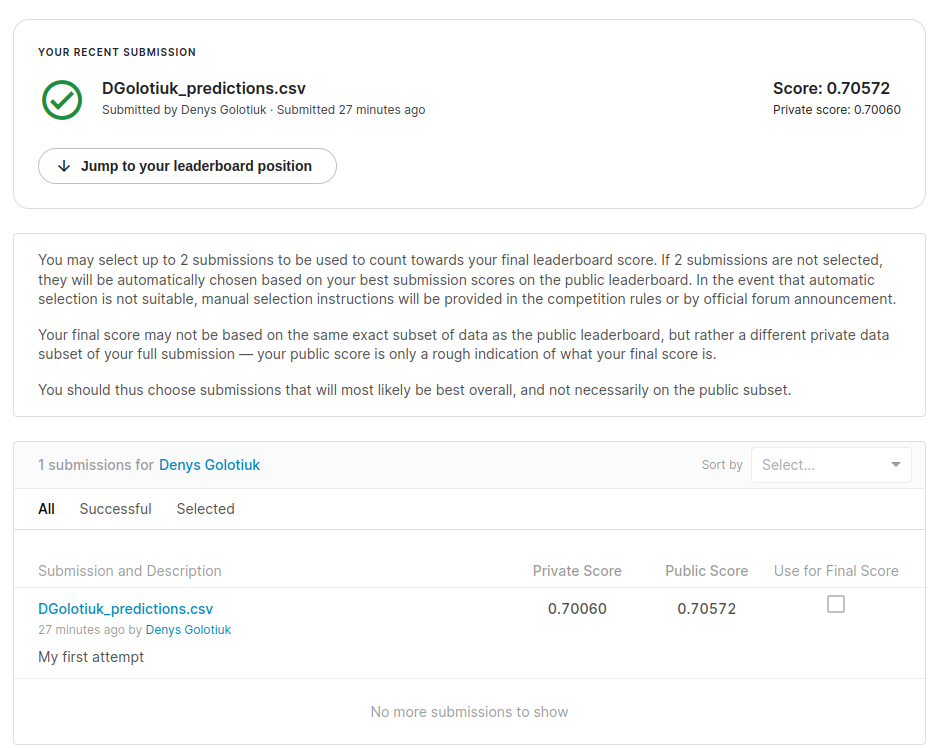 YOUR RECENT SUBMISSION
DGolotiuk_predictions.csv
Score: 0.70572
Submitted by Denys Golotiuk · Submitted 27 minutes ago
Private score: 0.70060
Jump to your leaderboard position
You may select up to 2 submissions to be used to count towards your final leaderboard score. If 2 submissions are not selected,
they will be automatically chosen based on your best submission scores on the public leaderboard. In the event that automatic
selection is not suitable, manual selection instructions will be provided in the competition rules or by official forum announcement.
Your final score may not be based on the same exact subset of data as the public leaderboard, but rather a different private data
subset of your full submission — your public score is only a rough indication of what your final score is.
You should thus choose submissions that will most likely be best overall, and not necessarily on the public subset.
1 submissions for Denys Golotiuk
Sort by Select...
All Successful Selected
Submission and Description Private Score Public Score Use for Final Score
DGolotiuk_predictions.csv 0.70060 0.70572
27 minutes ago by Denys Golotiuk
My first attempt
No more submissions to show